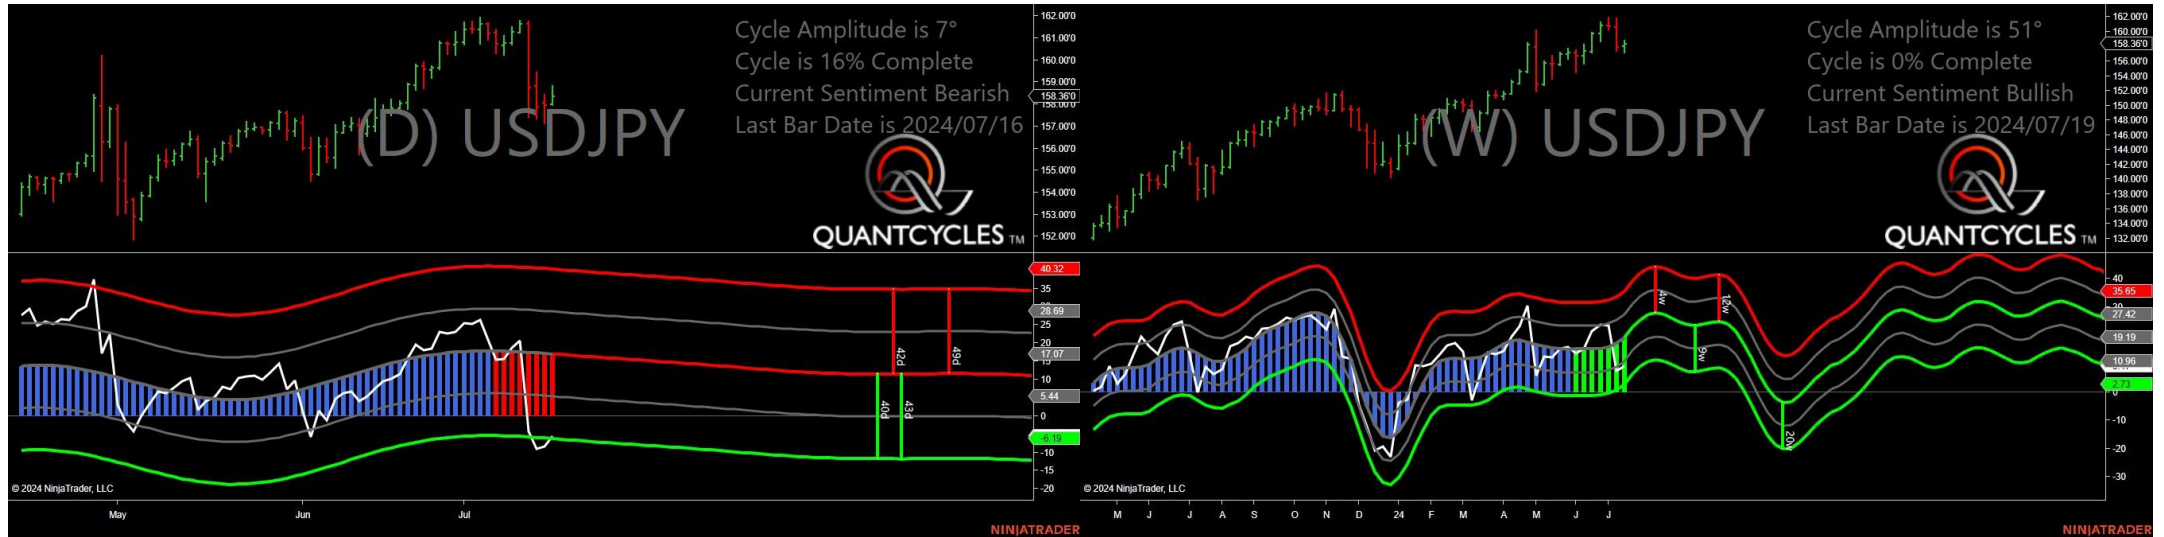 Cycle Amplitude is 7°
Cycle is 16% Complete
Current Sentiment Bearish
Last Bar Date is 2024/07/16
(D) USDJPY
QUANTCYCLES TM
162.00'0
161.00'0
160.00'0
159.00'0
158.36'0
158.00'0
157.00'0
156.00'0
155.00'0
154.00'0
153.00'0
152.00'0
40.32
35
28.69
25
20
17.07
10
5.44
0
-6.19
-10
-15
-20
42d
49d
40d
43d
© 2024 NinjaTrader, LLC
May
Jun
Jul
NINJATRADER
Cycle Amplitude is 51°
Cycle is 0% Complete
Current Sentiment Bullish
Last Bar Date is 2024/07/19
(W) USDJPY
QUANTCYCLES TM
162.00'0
160.00'0
158.36'0
156.00'0
154.00'0
152.00'0
150.00'0
148.00'0
146.00'0
144.00'0
142.00'0
140.00'0
138.00'0
136.00'0
134.00'0
132.00'0
40
35.65
27.42
19.19
10.96
2.73
0
-10
-20
-30
4w
12w
9w
20w
© 2024 NinjaTrader, LLC
M J J A S O N D 24 F M A M J J
NINJATRADER